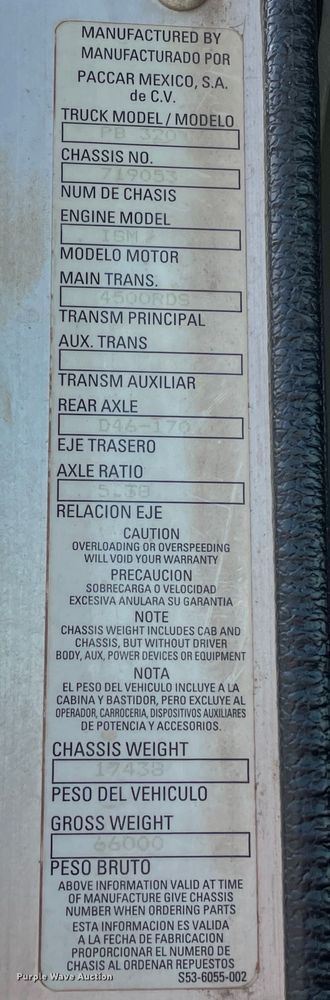 MANUFACTURED BY
MANUFACTURADO POR
PACCAR MEXICO, S.A.
de C.V.
TRUCK MODEL / MODELO
PB 320
CHASSIS NO.
719053
NUM DE CHASIS
ENGINE MODEL
ISM
MODELO MOTOR
MAIN TRANS.
4500RDS
TRANSM PRINCIPAL
AUX. TRANS
TRANSM AUXILIAR
REAR AXLE
D46-170
EJE TRASERO
AXLE RATIO
5.38
RELACION EJE
CAUTION
OVERLOADING OR OVERSPEEDING
WILL VOID YOUR WARRANTY
PRECAUCION
SOBRECARGA O VELOCIDAD
EXCESIVA ANULARA SU GARANTIA
NOTE
CHASSIS WEIGHT INCLUDES CAB AND
CHASSIS, BUT WITHOUT DRIVER
BODY, AUX, POWER DEVICES OR EQUIPMENT
NOTA
EL PESO DEL VEHICULO INCLUYE A LA
CABINA Y BASTIDOR, PERO EXCLUYE AL
OPERADOR, CARROCERIA, DISPOSITIVOS AUXILIARES
DE POTENCIA Y ACCESORIOS.
CHASSIS WEIGHT
17438
PESO DEL VEHICULO
GROSS WEIGHT
66000
PESO BRUTO
ABOVE INFORMATION VALID AT TIME
OF MANUFACTURE GIVE CHASSIS
NUMBER WHEN ORDERING PARTS
ESTA INFORMACION ES VALIDA
A LA FECHA DE FABRICACION
PROPORCIONAR EL NUMERO DE
CHASIS AL ORDENAR REPUESTOS
S53-6055-002
Purple Wave Auction